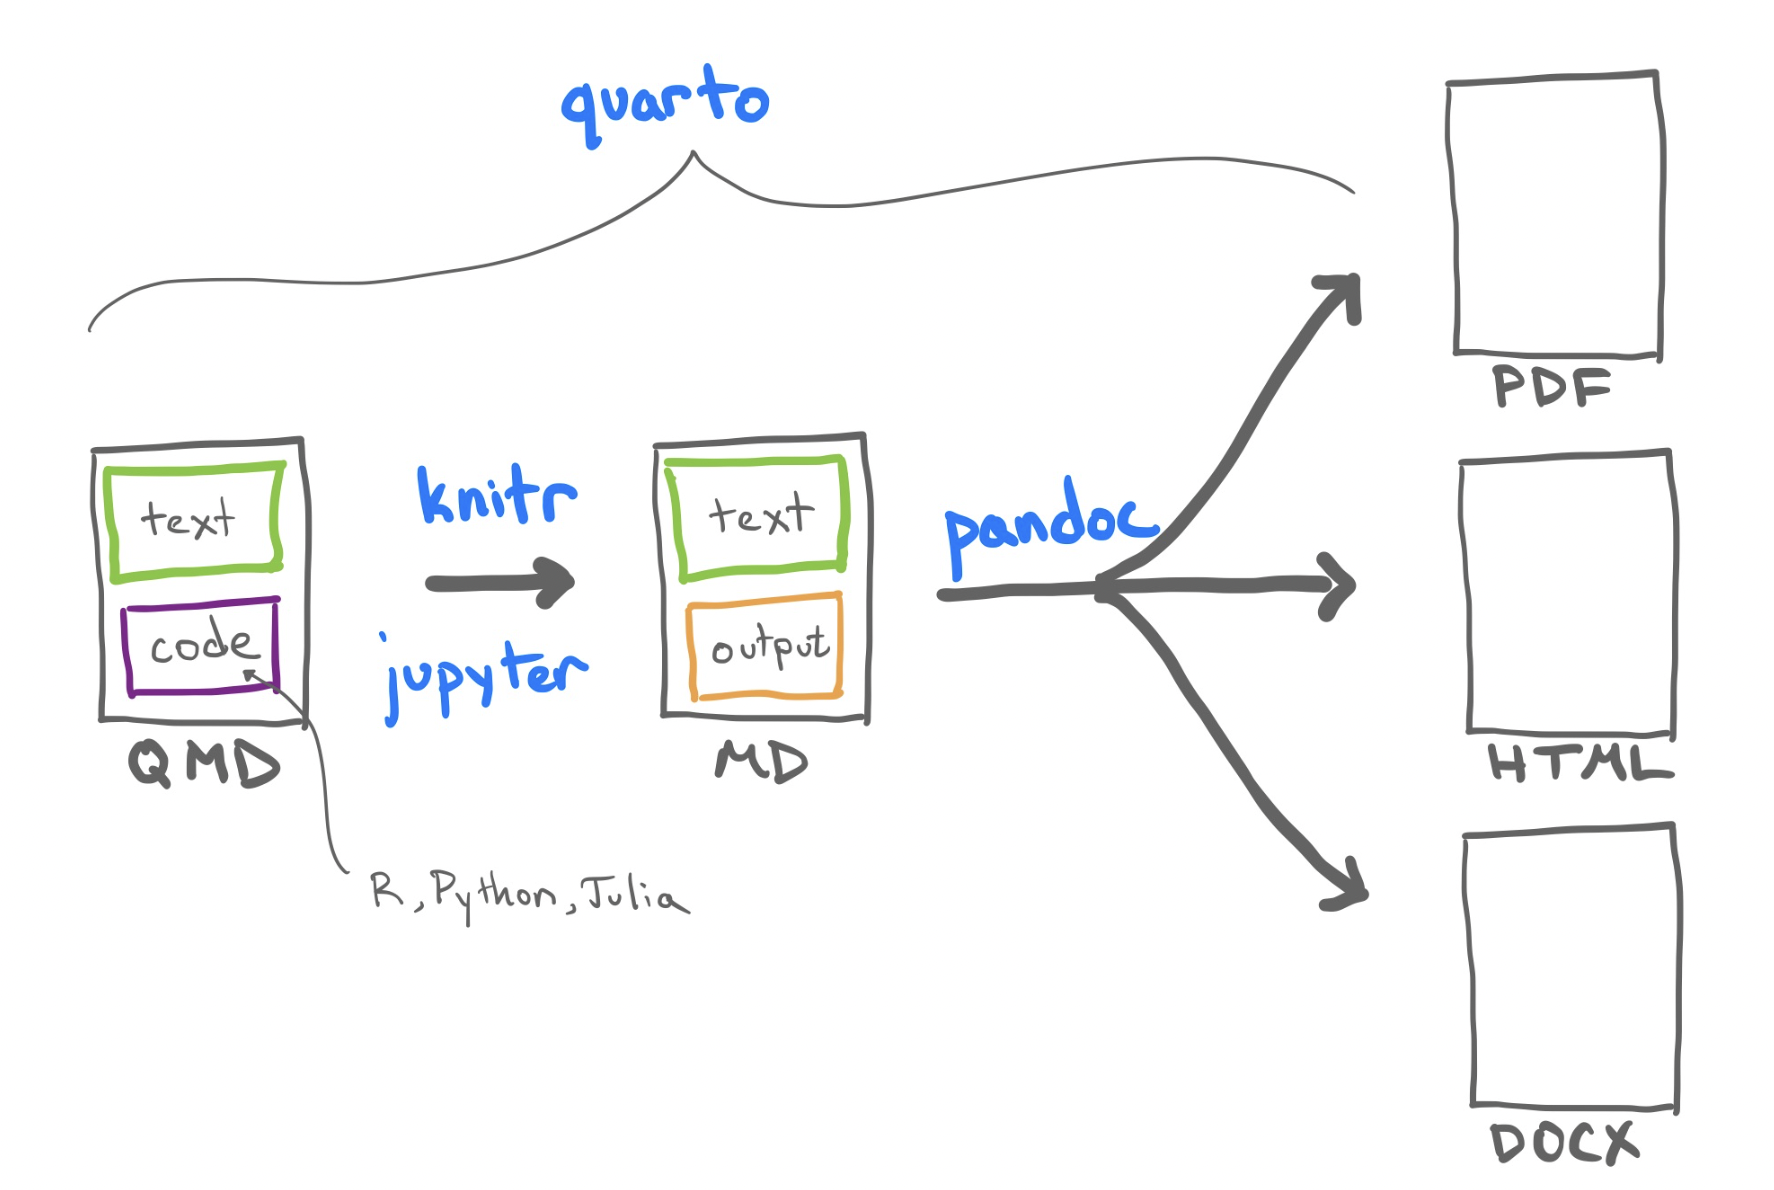 quarto
PDF
text
code
QMD
knitr
jupyter
text
output
MD
pandoc
HTML
R, Python, Julia
DOCX